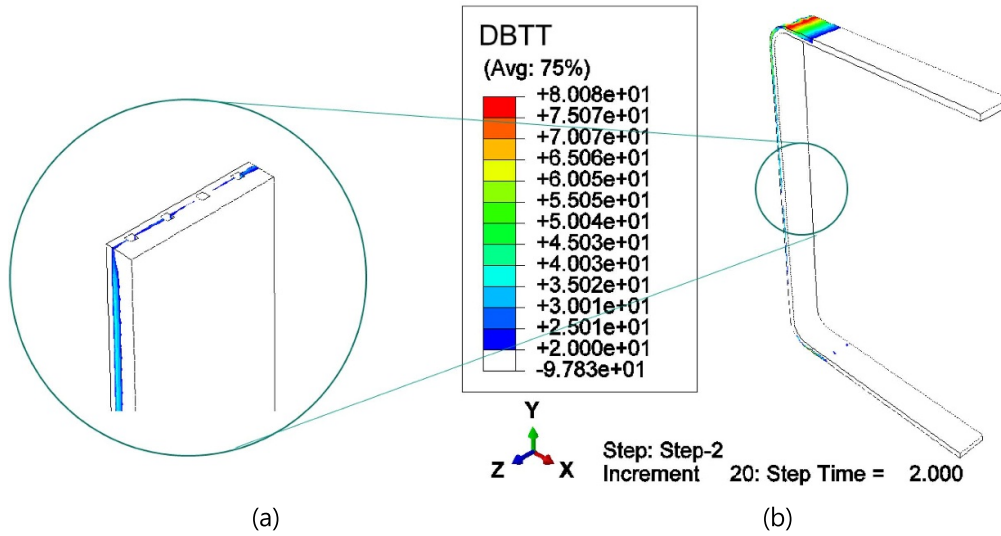 DBTT
(Avg: 75%)
+8.008e+01
+7.507e+01
+7.007e+01
+6.506e+01
+6.005e+01
+5.505e+01
+5.004e+01
+4.503e+01
+4.003e+01
+3.502e+01
+3.001e+01
+2.501e+01
+2.000e+01
-9.783e+01
Y
Z
X
Step: Step-2
Increment 20: Step Time = 2.000
(a)
(b)